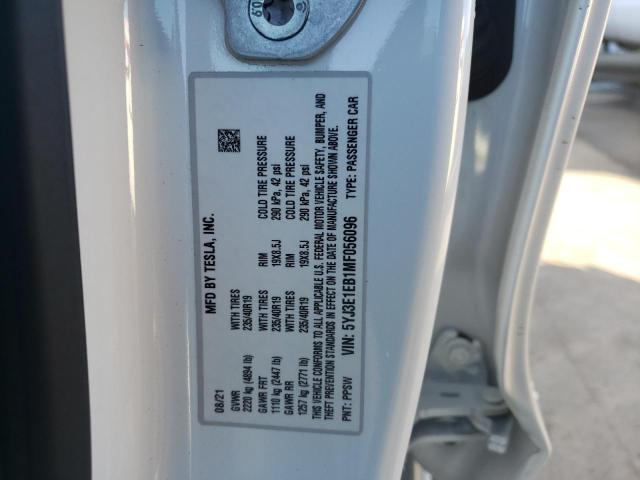 MFD BY TESLA, INC.
08/21
GVWR
2220 kg (4894 lb)
GAWR FRT WITH TIRES RIM COLD TIRE PRESSURE
1110 kg (2447 lb) 235/40R19 19X8.5J 290 kPa, 42 psi
GAWR RR WITH TIRES RIM COLD TIRE PRESSURE
1257 kg (2771 lb) 235/40R19 19X8.5J 290 kPa, 42 psi
THIS VEHICLE CONFORMS TO ALL APPLICABLE U.S. FEDERAL MOTOR VEHICLE SAFETY, BUMPER, AND
THEFT PREVENTION STANDARDS IN EFFECT ON THE DATE OF MANUFACTURE SHOWN ABOVE.
PNT: PPSW VIN: 5YJ3E1EB1MF056096 TYPE: PASSENGER CAR